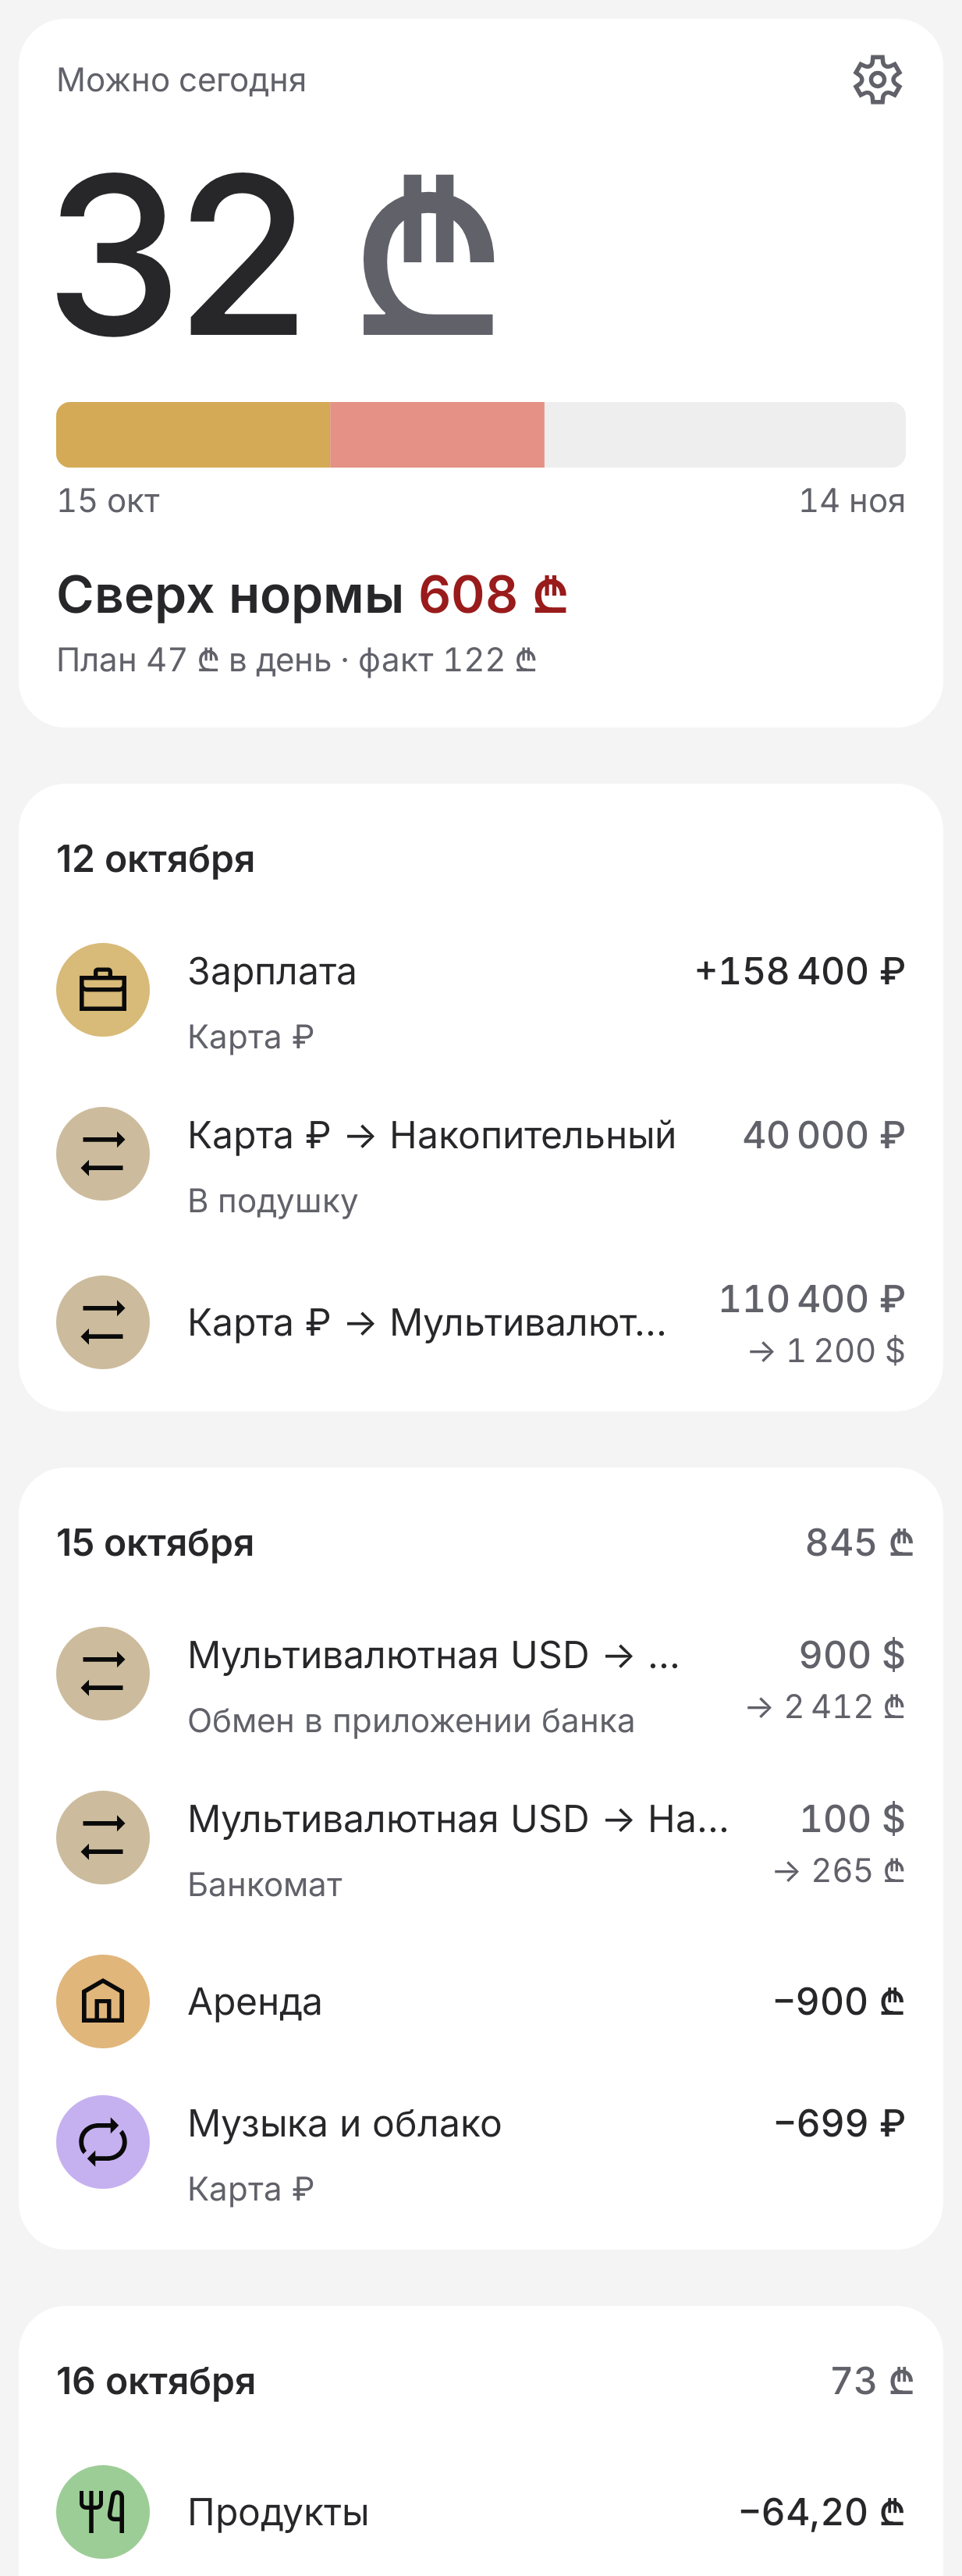 Можно сегодня
32 ₾
15 окт 14 ноя
Сверх нормы 608 ₾
План 47 ₾ в день · факт 122 ₾
12 октября
Зарплата +158 400 ₽
Карта ₽
Карта ₽ → Накопительный 40 000 ₽
В подушку
Карта ₽ → Мультивалют... 110 400 ₽
→ 1 200 $
15 октября 845 ₾
Мультивалютная USD → ... 900 $
→ 2 412 ₾
Обмен в приложении банка
Мультивалютная USD → На... 100 $
→ 265 ₾
Банкомат
Аренда −900 ₾
Музыка и облако −699 ₽
Карта ₽
16 октября 73 ₾
Продукты −64,20 ₾